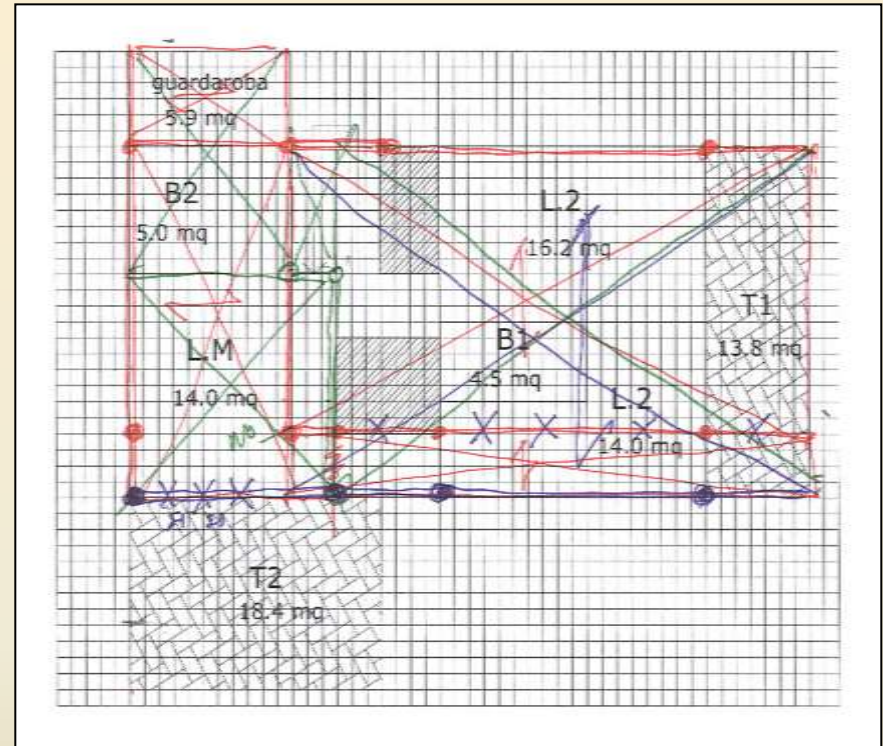 guardaroba
5.9 mq
B2
5.0 mq
L.2
16.2 mq
T1
13.8 mq
L.M
14.0 mq
B1
4.5 mq
L.2
14.0 mq
T2
18.4 mq